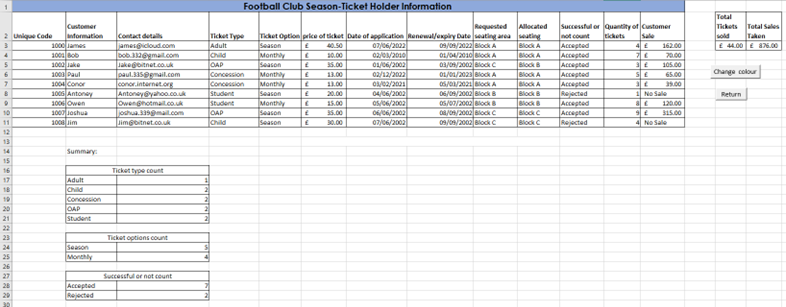 Football Club Season-Ticket Holder Information
Unique Code Customer Information Contact details Ticket Type Ticket Option price of ticket Date of application Renewal/expiry Date Requested seating area Allocated seating Successful or not count Quantity of tickets Customer Sale Total Tickets sold Total Sales Taken
1000 James james@icloud.com Adult Season £ 40.50 07/06/2022 09/09/2022 Block A Block A Accepted 4 £ 162.00 £ 44.00 £ 876.00
1001 Bob bob.332@gmail.com Child Monthly £ 10.00 02/03/2010 01/04/2010 Block A Block A Accepted 7 £ 70.00
1002 Jake Jake@bitnet.co.uk OAP Season £ 35.00 01/06/2002 03/09/2002 Block A Block B Accepted 3 £ 105.00
1003 Paul paul.335@gmail.com Concession Monthly £ 13.00 02/12/2022 01/01/2023 Block A Block A Accepted 5 £ 65.00
1004 Conor conor.internet.org Concession Monthly £ 13.00 02/03/2021 05/03/2021 Block A Block A Accepted 3 £ 39.00
1005 Antoney Antoney@yahoo.co.uk Student Season £ 20.00 04/06/2002 06/09/2002 Block B Block B Rejected 1 No Sale
1006 Owen Owen@hotmail.co.uk Student Monthly £ 15.00 05/06/2002 05/07/2002 Block B Block B Accepted 8 £ 120.00
1007 Joshua joshua.339@mail.com OAP Season £ 35.00 06/06/2002 08/09/2002 Block C Block C Accepted 9 £ 315.00
1008 Jim Jim@bitnet.co.uk Child Season £ 30.00 07/06/2002 09/09/2002 Block C Block C Rejected 4 No Sale
Change colour
Return
Summary:
Ticket type count
Adult 1
Child 2
Concession 2
OAP 2
Student 2
Ticket options count
Season 5
Monthly 4
Successful or not count
Accepted 7
Rejected 2